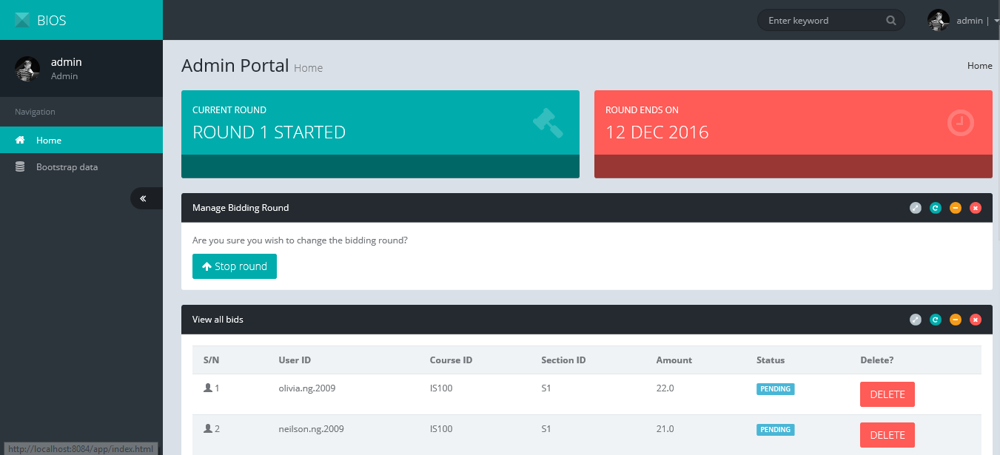 BIOS
Enter keyword
admin |
admin
Admin
Navigation
Home
Bootstrap data
Admin Portal Home
Home
CURRENT ROUND
ROUND 1 STARTED
ROUND ENDS ON
12 DEC 2016
Manage Bidding Round
Are you sure you wish to change the bidding round?
Stop round
View all bids
S/N User ID Course ID Section ID Amount Status Delete?
1 olivia.ng.2009 IS100 S1 22.0 PENDING DELETE
2 neilson.ng.2009 IS100 S1 21.0 PENDING DELETE
http://localhost:8084/app/index.html